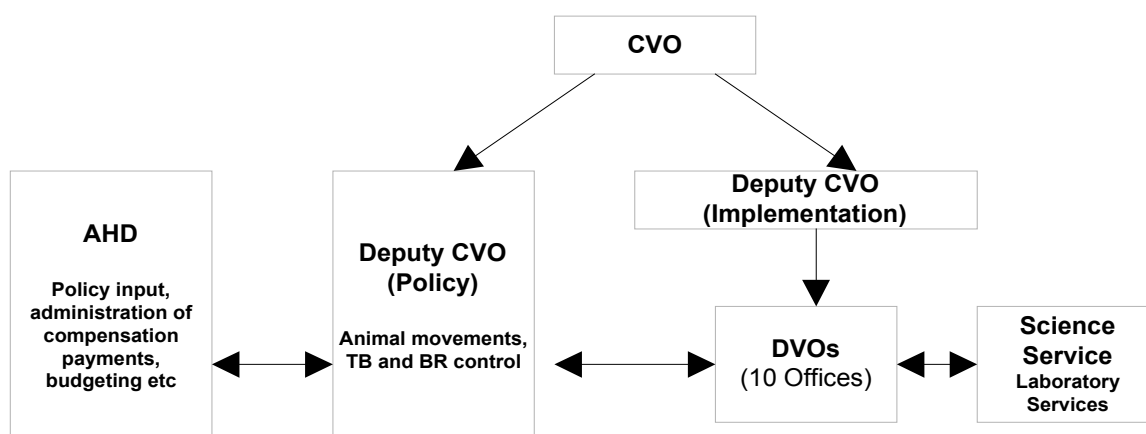 CVO
Deputy CVO
(Implementation)
AHD
Policy input,
administration of
compensation
payments,
budgeting etc
Deputy CVO
(Policy)
Animal movements,
TB and BR control
DVOs
(10 Offices)
Science
Service
Laboratory
Services